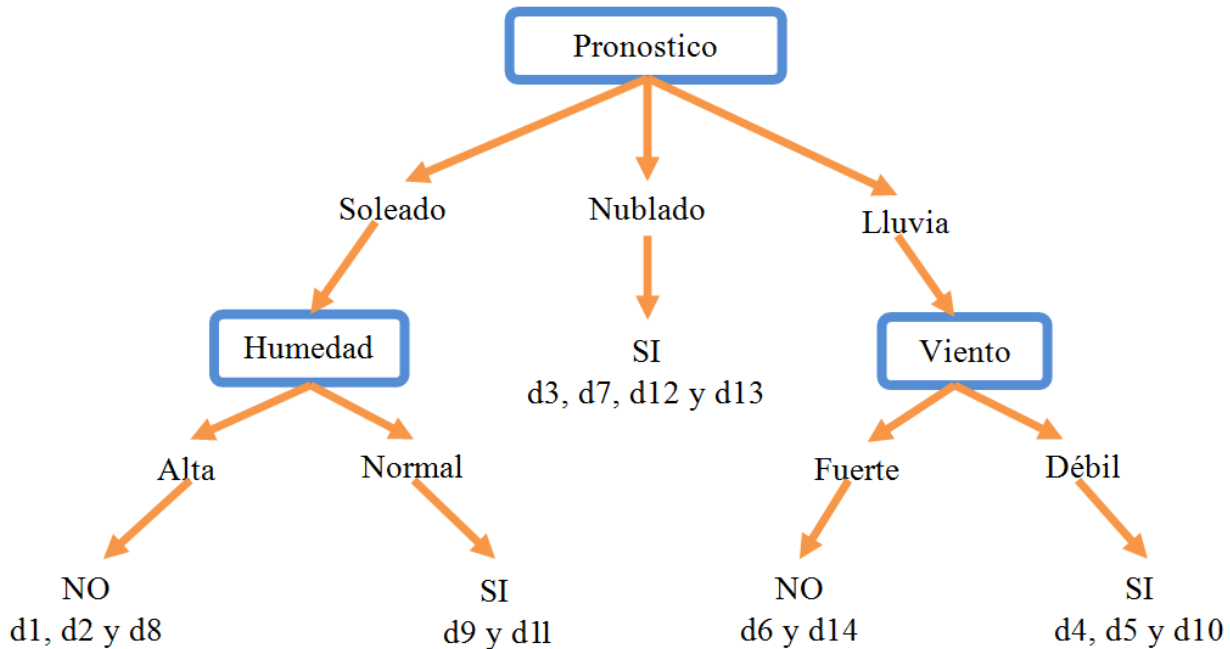 Pronostico
Soleado
Nublado
Lluvia
Humedad
SI
d3, d7, d12 y d13
Viento
Alta
Normal
Fuerte
Débil
NO
d1, d2 y d8
SI
d9 y d11
NO
d6 y d14
SI
d4, d5 y d10